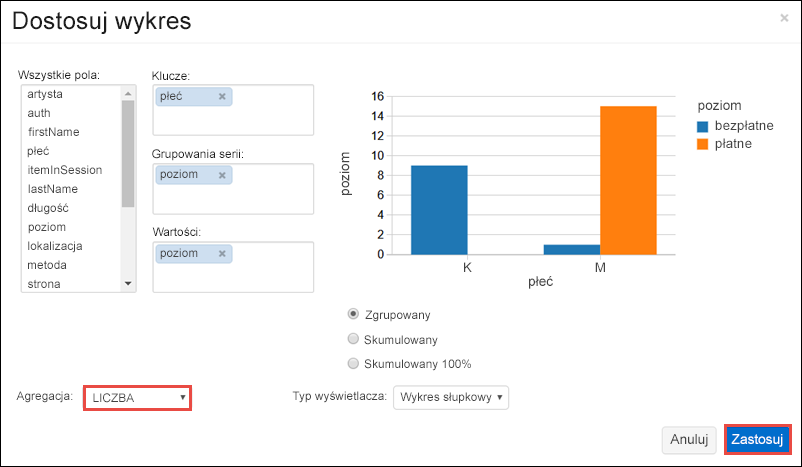 Dostosuj wykres
×
Wszystkie pola:
artysta
auth
firstName
płeć
itemInSession
lastName
długość
poziom
lokalizacja
metoda
strona
Klucze:
płeć ×
Grupowania serii:
poziom ×
Wartości:
poziom ×
poziom
16
14
12
10
8
6
4
2
0
K M
płeć
poziom
bezpłatne
płatne
Zgrupowany
Skumulowany
Skumulowany 100%
Agregacja: LICZBA
Typ wyświetlacza: Wykres słupkowy
Anuluj Zastosuj